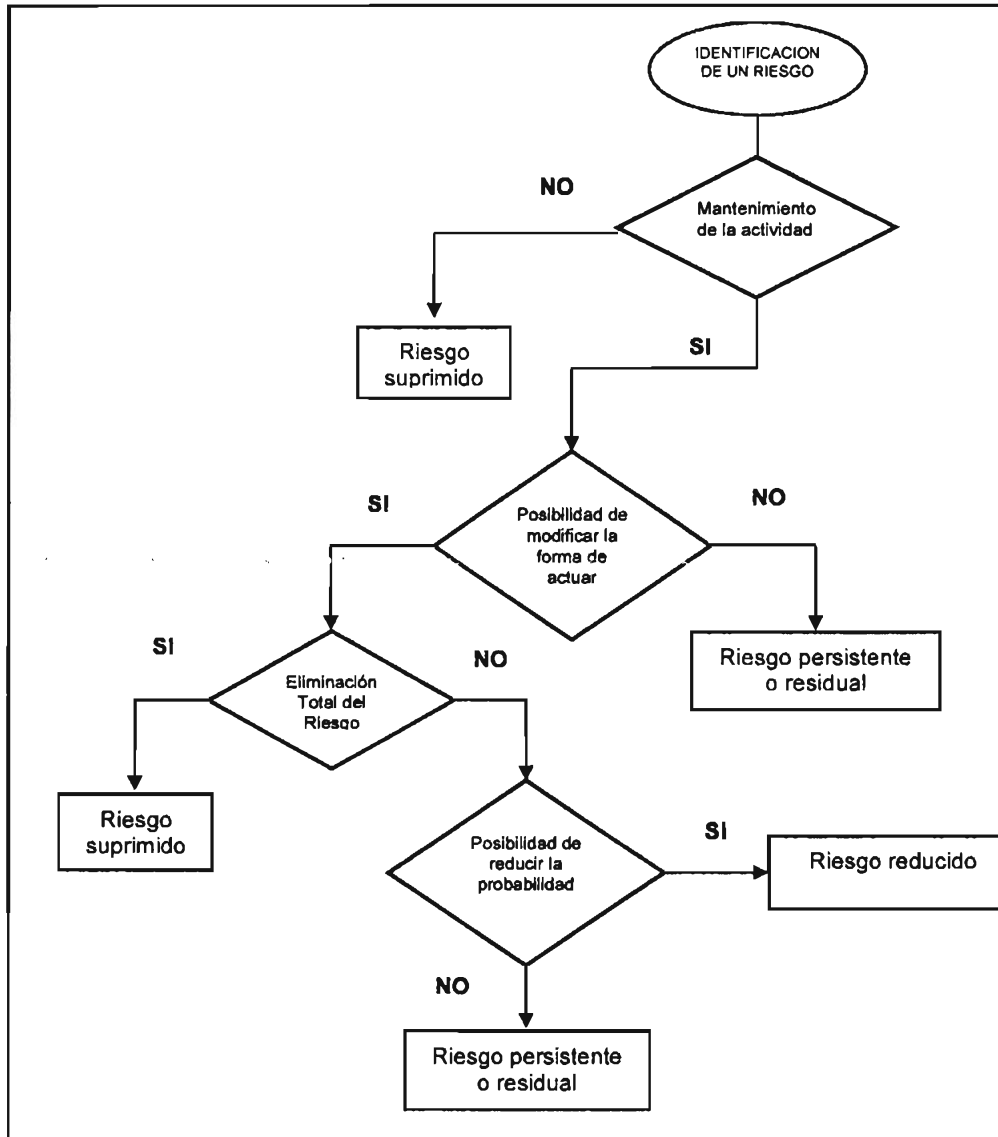 IDENTIFICACION
DE UN RIESGO
NO
Mantenimiento
de la actividad
Riesgo
suprimido
SI
SI
Posibilidad de
modificar la
forma de
actuar
NO
Riesgo persistente
o residual
SI
Eliminación
Total del
Riesgo
NO
Riesgo
suprimido
Posibilidad de
reducir la
probabilidad
SI
Riesgo reducido
NO
Riesgo persistente
o residual